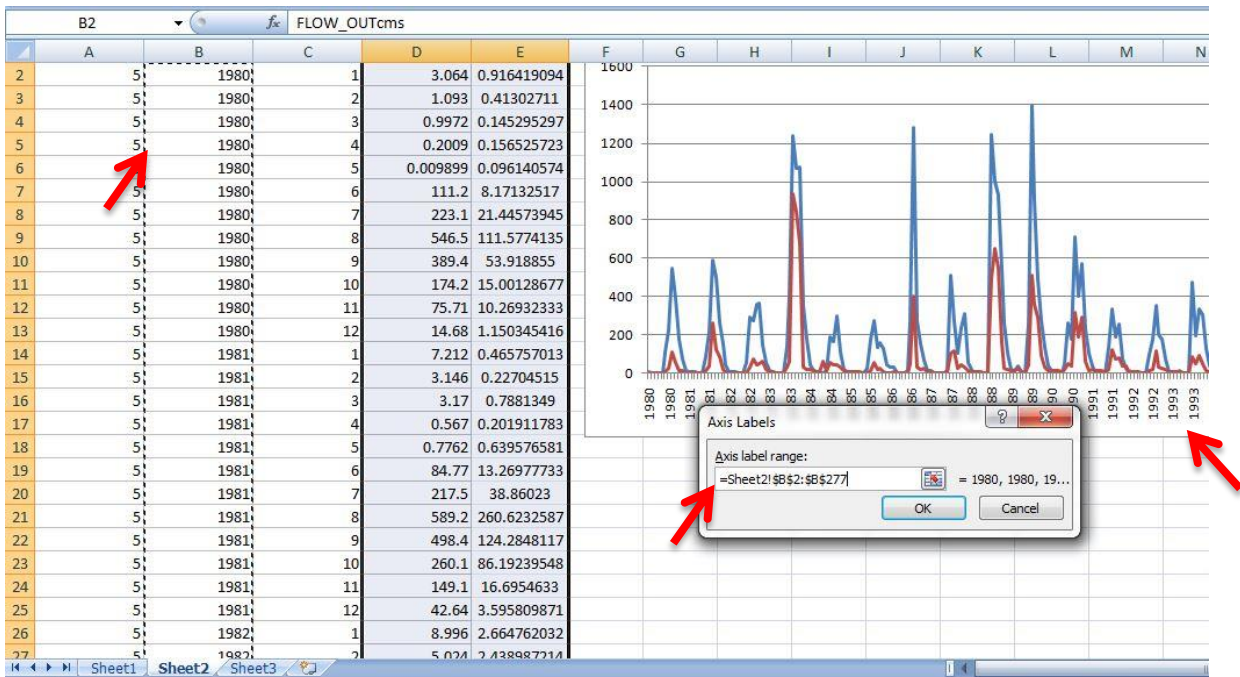 B2 fx FLOW_OUTcms
A B C D E F G H I J K L M N
2 5 1980 1 3.064 0.916419094
3 5 1980 2 1.093 0.41302711
4 5 1980 3 0.9972 0.145295297
5 5 1980 4 0.2009 0.156525723
6 1980 5 0.009899 0.096140574
7 5 1980 6 111.2 8.17132517
8 5 1980 7 223.1 21.44573945
9 5 1980 8 546.5 111.5774135
10 5 1980 9 389.4 53.918855
11 5 1980 10 174.2 15.00128677
12 5 1980 11 75.71 10.26932333
13 5 1980 12 14.68 1.150345416
14 5 1981 1 7.212 0.465757013
15 5 1981 2 3.146 0.22704515
16 5 1981 3 3.17 0.7881349
17 5 1981 4 0.567 0.201911783
18 5 1981 5 0.7762 0.639576581
19 5 1981 6 84.77 13.26977733
20 5 1981 7 217.5 38.86023
21 5 1981 8 589.2 260.6232587
22 5 1981 9 498.4 124.2848117
23 5 1981 10 260.1 86.19239548
24 5 1981 11 149.1 16.6954633
25 5 1981 12 42.64 3.595809871
26 5 1982 1 8.996 2.664762032
27 5 1982 2 5.024 2.438987214
1600
1400
1200
1000
800
600
400
200
0
1980 1980 1981 1990 1991 1991 1992 1992 1993 1993
Axis Labels
Axis label range:
=Sheet2!$B$2:$B$277 = 1980, 1980, 19...
OK Cancel
Sheet1 Sheet2 Sheet3